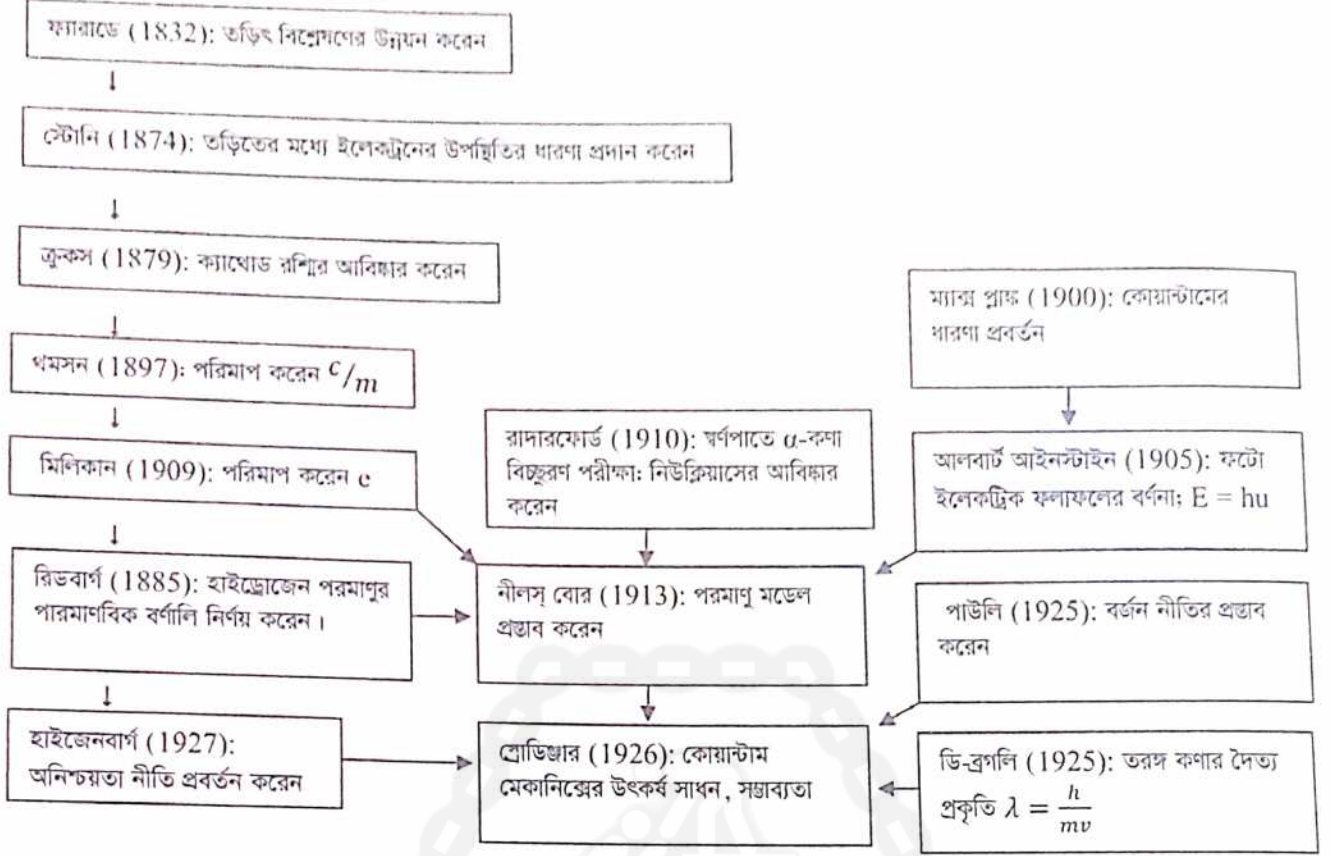 ফ্যারাডে (1832): তড়িৎ বিশ্লেষণের উন্নয়ন করেন
স্টোনি (1874): তড়িতের মধ্যে ইলেকট্রনের উপস্থিতির ধারণা প্রদান করেন
ক্রুকস (1879): ক্যাথোড রশ্মির আবিষ্কার করেন
থমসন (1897): পরিমাপ করেন c/m
মিলিকান (1909): পরিমাপ করেন e
রিডবার্গ (1885): হাইড্রোজেন পরমাণুর
পারমাণবিক বর্ণালি নির্ণয় করেন।
হাইজেনবার্গ (1927):
অনিশ্চয়তা নীতি প্রবর্তন করেন
রাদারফোর্ড (1910): স্বর্ণপাতে α-কণা
বিচ্ছুরণ পরীক্ষা: নিউক্লিয়াসের আবিষ্কার
করেন
নীলস্ বোর (1913): পরমাণু মডেল
প্রস্তাব করেন
শ্রোডিঞ্জার (1926): কোয়ান্টাম
মেকানিক্সের উৎকর্ষ সাধন, সম্ভাব্যতা
ম্যাক্স প্লাঙ্ক (1900): কোয়ান্টামের
ধারণা প্রবর্তন
আলবার্ট আইনস্টাইন (1905): ফটো
ইলেকট্রিক ফলাফলের বর্ণনা; E = hu
পাউলি (1925): বর্জন নীতির প্রস্তাব
করেন
ডি-ব্রগলি (1925): তরঙ্গ কণার দৈত্য
প্রকৃতি λ = h/mv